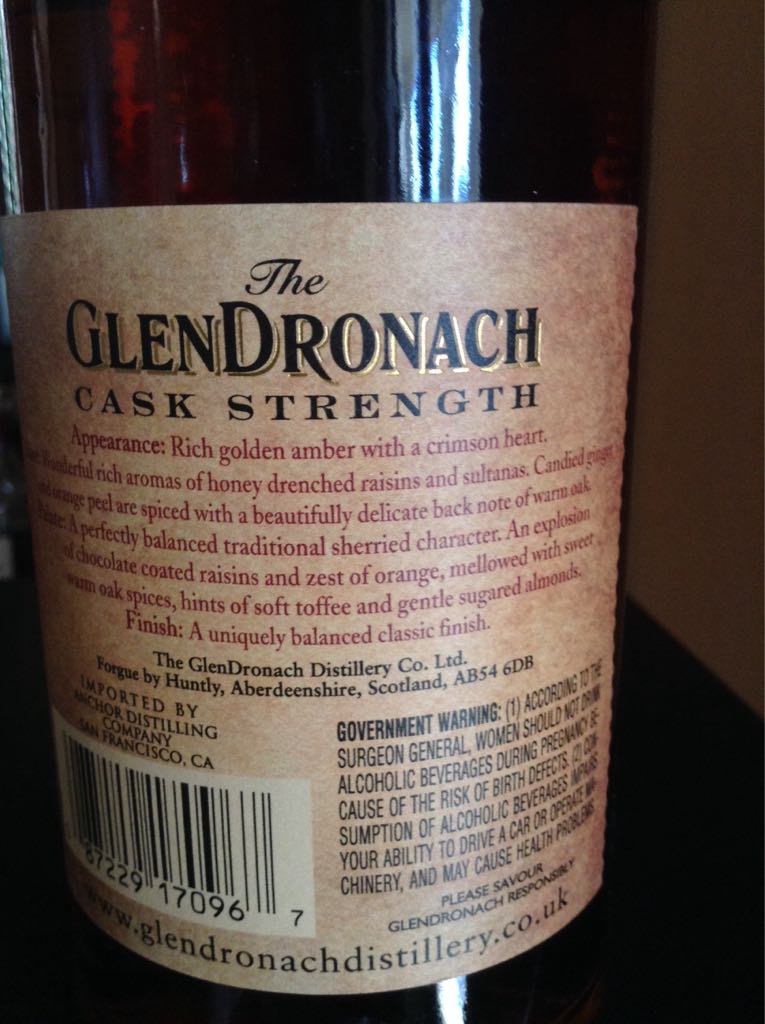 The
GLENDRONACH
CASK STRENGTH
Appearance: Rich golden amber with a crimson heart.
Wonderful rich aromas of honey drenched raisins and sultanas. Candied ginger
and orange peel are spiced with a beautifully delicate back note of warm oak.
Palate: A perfectly balanced traditional sherried character. An explosion
of chocolate coated raisins and zest of orange, mellowed with sweet
warm oak spices, hints of soft toffee and gentle sugared almonds.
Finish: A uniquely balanced classic finish.
The GlenDronach Distillery Co. Ltd.
Forgue by Huntly, Aberdeenshire, Scotland, AB54 6DB
IMPORTED BY
ANCHOR DISTILLING
COMPANY
SAN FRANCISCO, CA
GOVERNMENT WARNING: (1) ACCORDING TO THE
SURGEON GENERAL, WOMEN SHOULD NOT DRINK
ALCOHOLIC BEVERAGES DURING PREGNANCY BE-
CAUSE OF THE RISK OF BIRTH DEFECTS. (2) CON-
SUMPTION OF ALCOHOLIC BEVERAGES IMPAIRS
YOUR ABILITY TO DRIVE A CAR OR OPERATE MA-
CHINERY, AND MAY CAUSE HEALTH PROBLEMS.
PLEASE SAVOUR
GLENDRONACH RESPONSIBLY
87229 17096 7
www.glendronachdistillery.co.uk